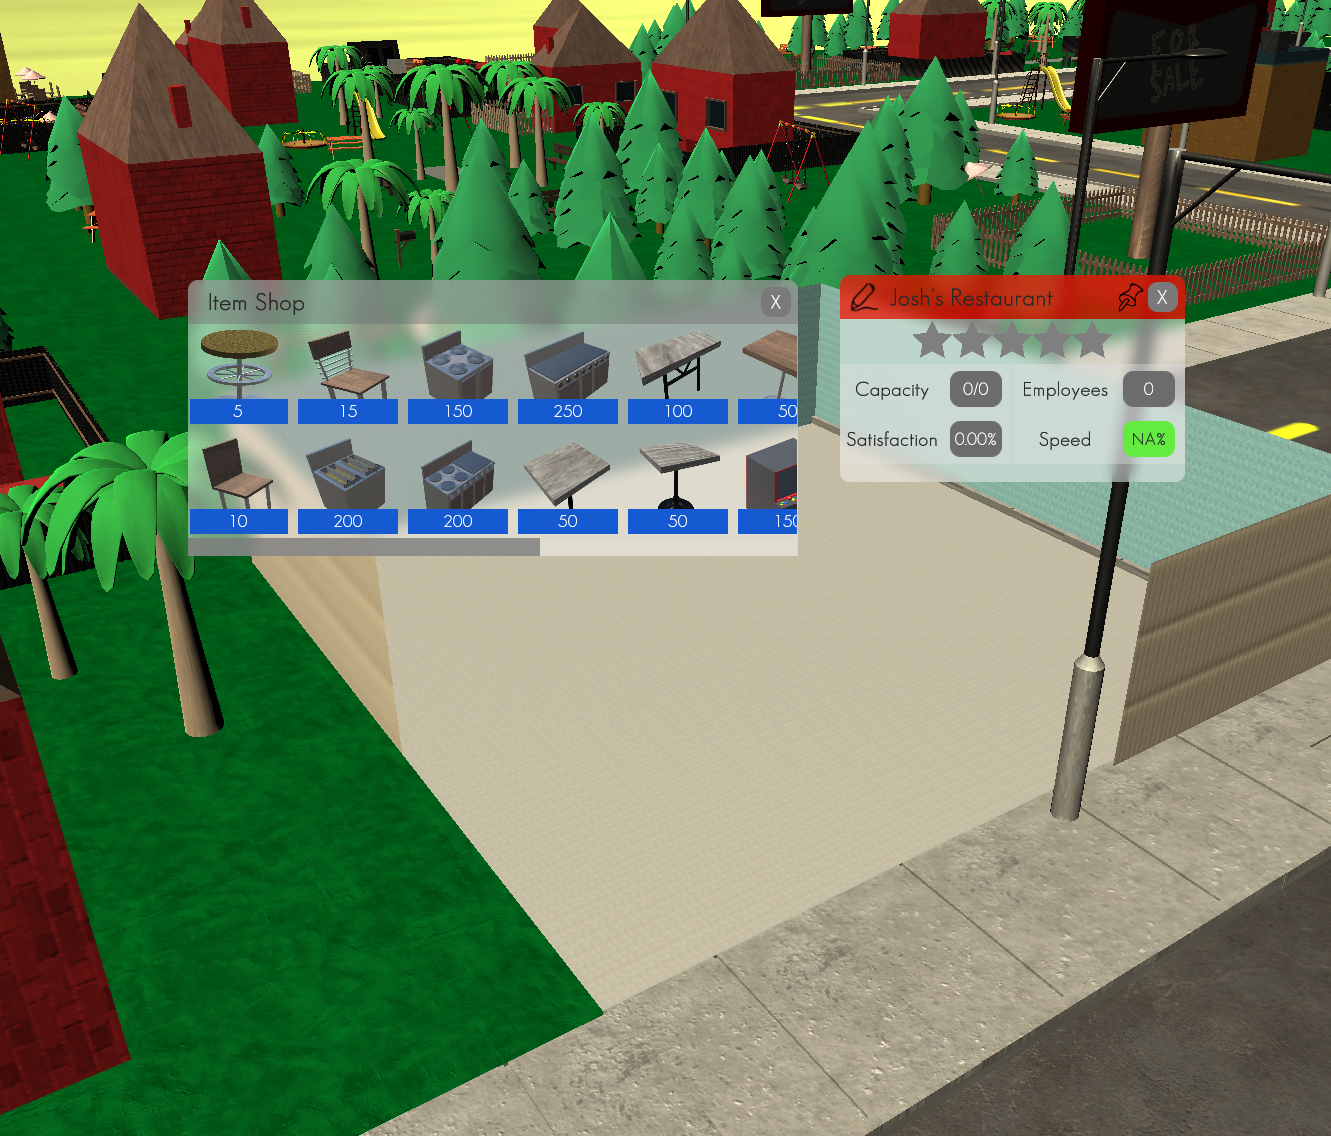 FOR
SALE
Item Shop
X
5
15
150
250
100
50
10
200
200
50
50
150
Josh's Restaurant
X
Capacity
0/0
Employees
0
Satisfaction
0.00%
Speed
NA%